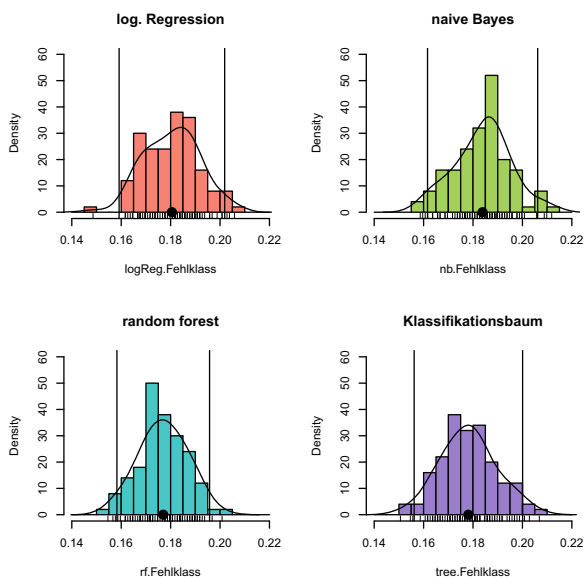 log. Regression
Density
0 10 20 30 40 50 60
0.14 0.16 0.18 0.20 0.22
logReg.Fehlklass
naive Bayes
Density
0 10 20 30 40 50 60
0.14 0.16 0.18 0.20 0.22
nb.Fehlklass
random forest
Density
0 10 20 30 40 50 60
0.14 0.16 0.18 0.20 0.22
rf.Fehlklass
Klassifikationsbaum
Density
0 10 20 30 40 50 60
0.14 0.16 0.18 0.20 0.22
tree.Fehlklass